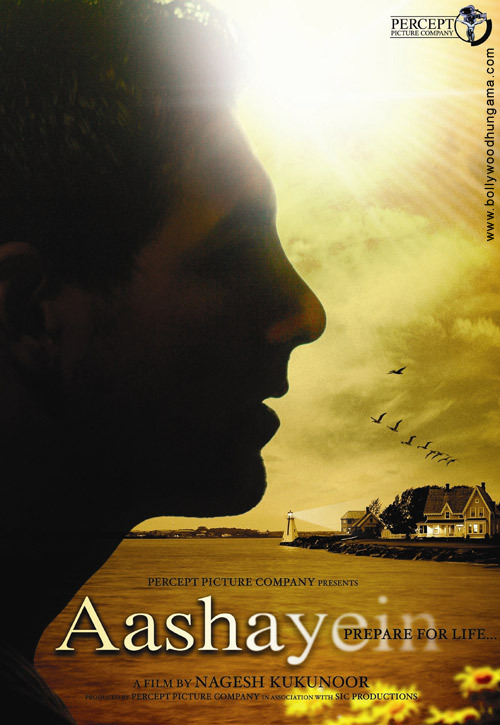 PERCEPT
PICTURE COMPANY
www.bollywoodhungama.com
PERCEPT PICTURE COMPANY PRESENTS
Aashayein
PREPARE FOR LIFE...
A FILM BY NAGESH KUKUNOOR
PRODUCED BY PERCEPT PICTURE COMPANY IN ASSOCIATION WITH SIC PRODUCTIONS